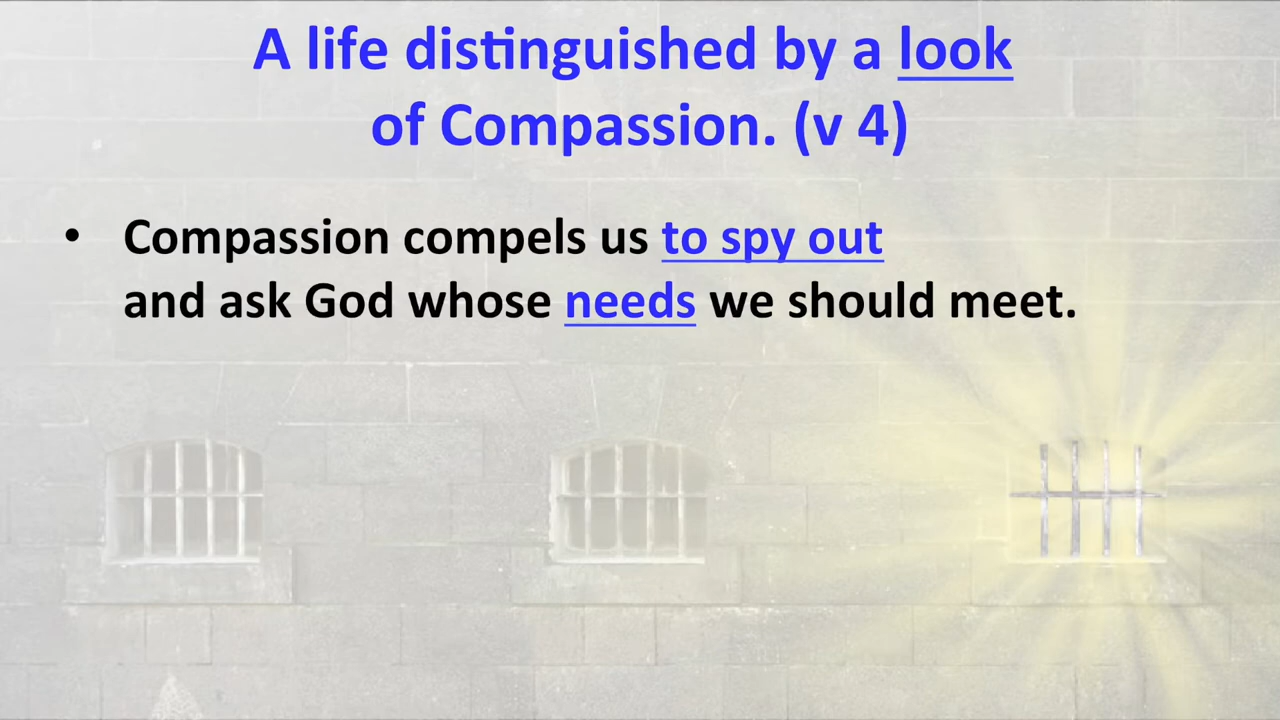 A life distinguished by a look
of Compassion. (v 4)
• Compassion compels us to spy out
and ask God whose needs we should meet.